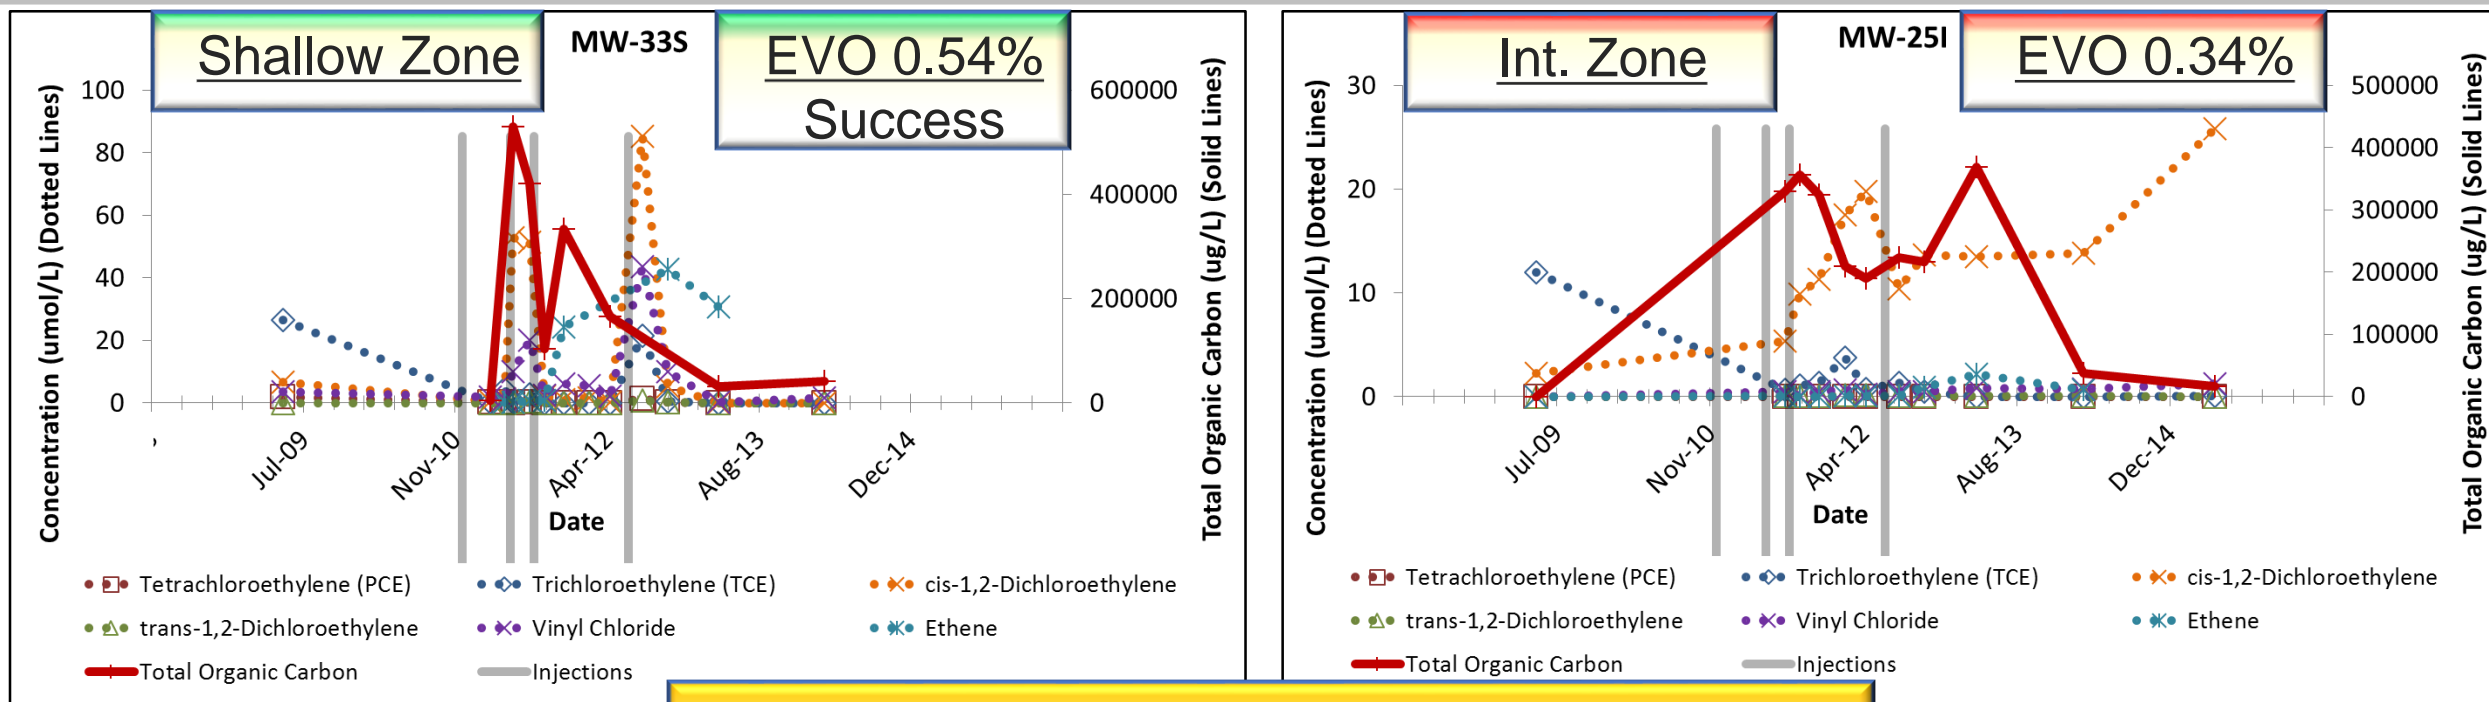 Shallow Zone
MW-33S
EVO 0.54%
Success
Concentration (umol/L) (Dotted Lines)
100
80
60
40
20
0
600000
400000
200000
0
Total Organic Carbon (ug/L) (Solid Lines)
Jul-09
Nov-10
Apr-12
Aug-13
Dec-14
Date
Tetrachloroethylene (PCE)
Trichloroethylene (TCE)
cis-1,2-Dichloroethylene
trans-1,2-Dichloroethylene
Vinyl Chloride
Ethene
Total Organic Carbon
Injections
Int. Zone
MW-25I
EVO 0.34%
Concentration (umol/L) (Dotted Lines)
30
20
10
0
500000
400000
300000
200000
100000
0
Total Organic Carbon (ug/L) (Solid Lines)
Jul-09
Nov-10
Apr-12
Aug-13
Dec-14
Date
Tetrachloroethylene (PCE)
Trichloroethylene (TCE)
cis-1,2-Dichloroethylene
trans-1,2-Dichloroethylene
Vinyl Chloride
Ethene
Total Organic Carbon
Injections